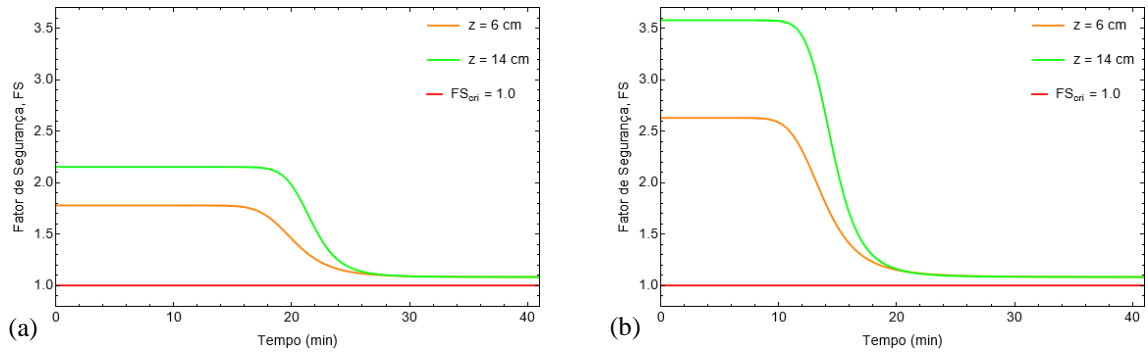 3.5
3.0
2.5
2.0
1.5
1.0
Fator de Segurança, FS
z = 6 cm
z = 14 cm
FScri = 1.0
0
10
20
30
40
Tempo (min)
(a)
3.5
3.0
2.5
2.0
1.5
1.0
Fator de Segurança, FS
z = 6 cm
z = 14 cm
FScri = 1.0
0
10
20
30
40
Tempo (min)
(b)